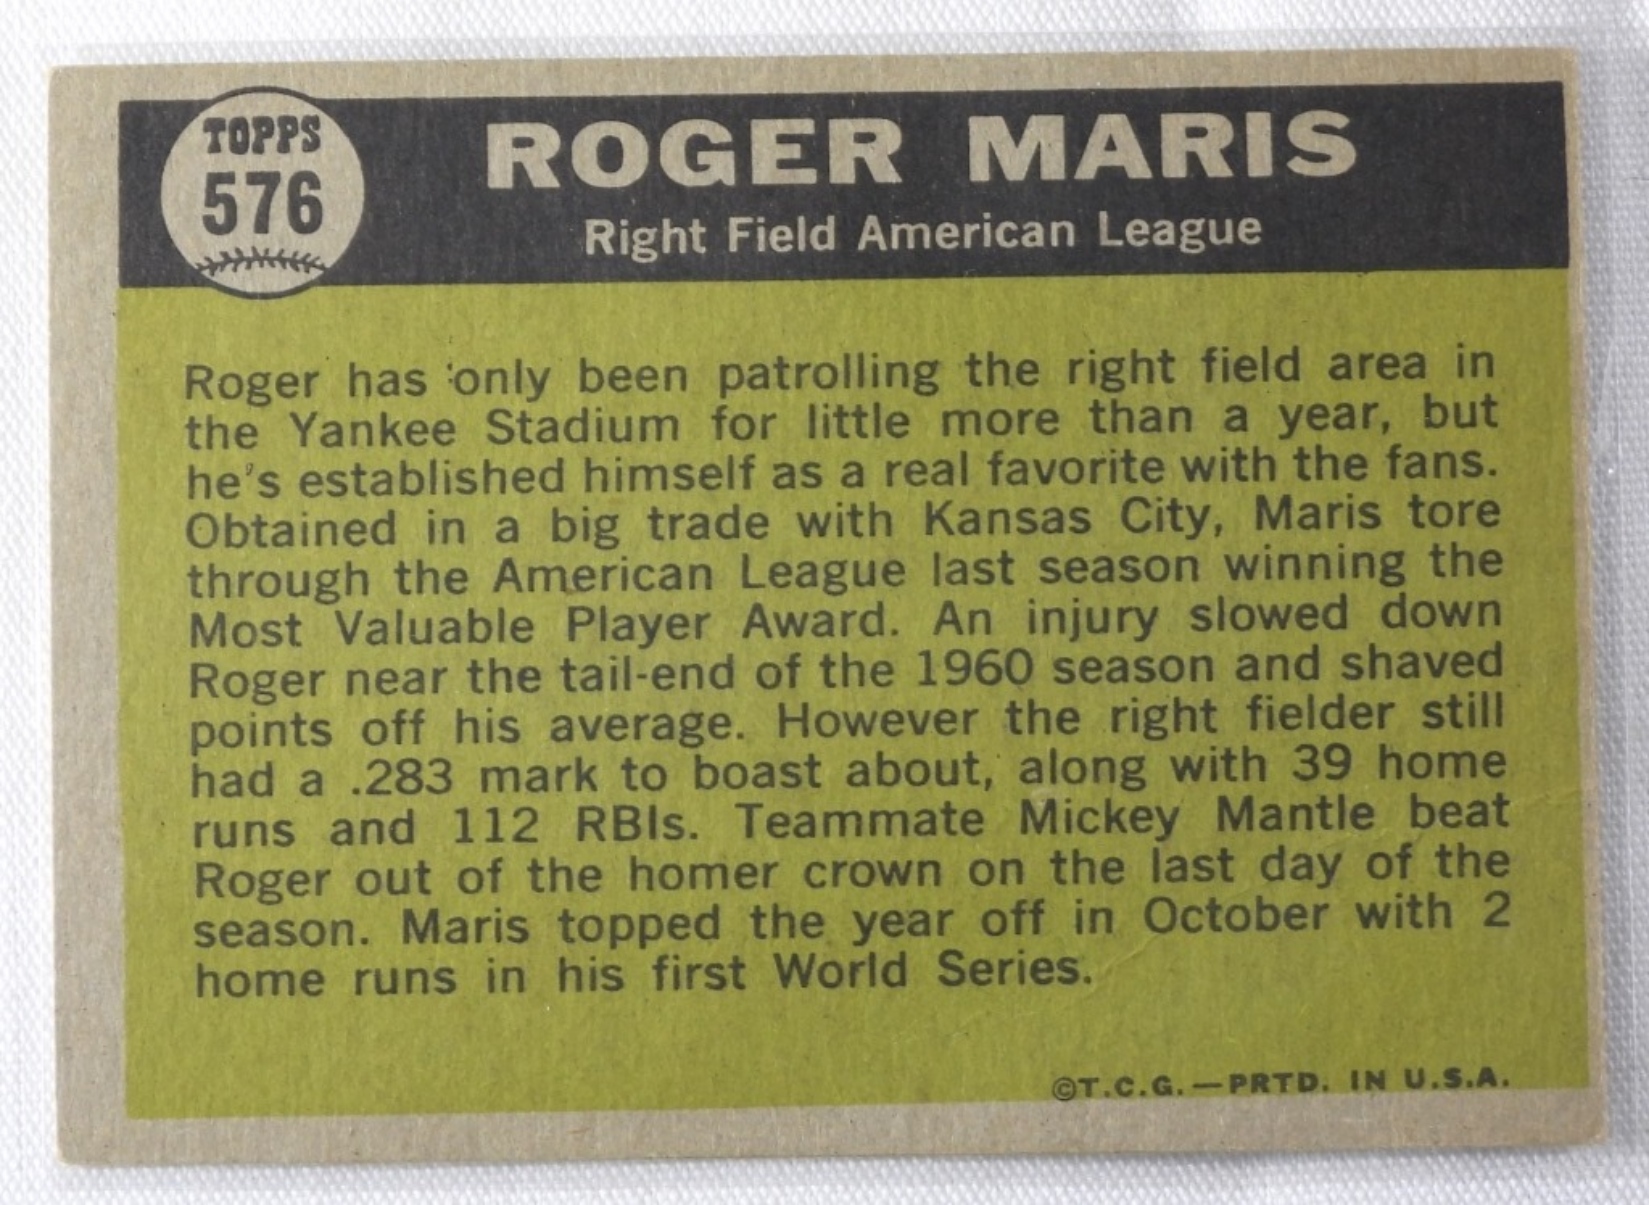 TOPPS
576
ROGER MARIS
Right Field American League
Roger has only been patrolling the right field area in
the Yankee Stadium for little more than a year, but
he's established himself as a real favorite with the fans.
Obtained in a big trade with Kansas City, Maris tore
through the American League last season winning the
Most Valuable Player Award. An injury slowed down
Roger near the tail-end of the 1960 season and shaved
points off his average. However the right fielder still
had a .283 mark to boast about, along with 39 home
runs and 112 RBIs. Teammate Mickey Mantle beat
Roger out of the homer crown on the last day of the
season. Maris topped the year off in October with 2
home runs in his first World Series.
©T.C.G.—PRTD. IN U.S.A.